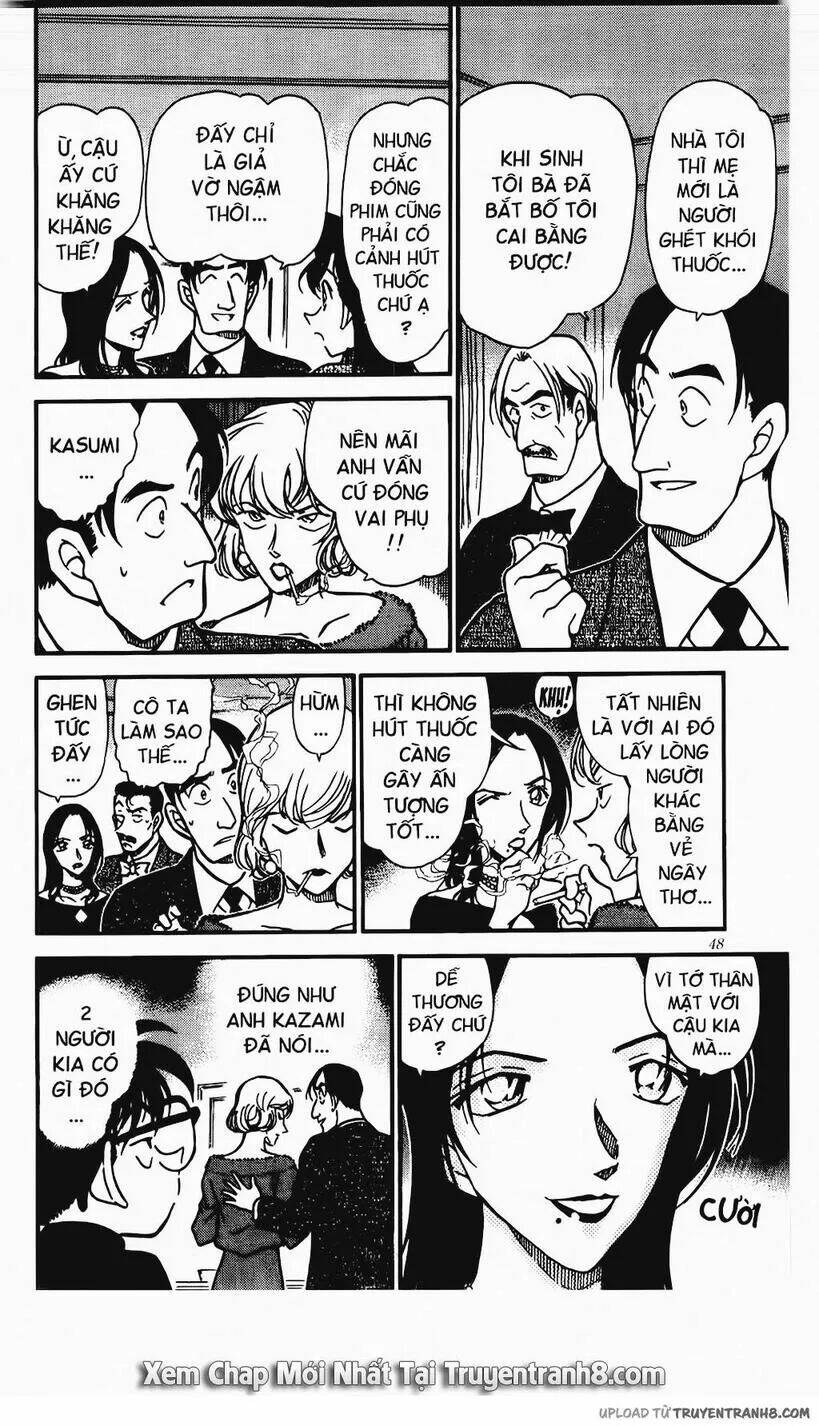 NHÀ TÔI
THÌ MẸ
MỚI LÀ
NGƯỜI
GHÉT KHÓI
THUỐC...
KHI SINH
TÔI BÀ ĐÃ
BẮT BỐ TÔI
CAI BẰNG
ĐƯỢC!
NHƯNG
CHẮC
ĐÓNG
PHIM CŨNG
PHẢI CÓ
CẢNH HÚT
THUỐC
CHỨ Ạ
?
ĐẤY CHỈ
LÀ GIẢ
VỜ NGẬM
THÔI...
Ừ, CẬU
ẤY CỨ
KHĂNG
KHĂNG
THẾ!
NÊN MÃI
ANH VẪN
CỨ ĐÓNG
VAI PHỤ
!!
KASUMI
...
TẤT NHIÊN
LÀ VỚI AI ĐÓ
LẤY LÒNG
NGƯỜI
KHÁC
BẰNG
VẺ
NGÂY
THƠ...
KHỤ!
THÌ KHÔNG
HÚT THUỐC
CÀNG
GÂY ẤN
TƯỢNG
TỐT...
HỪM
...
CÔ TA
LÀM SAO
THẾ...
GHEN
TỨC
ĐẤY
...
48
VÌ TỚ THÂN
MẬT VỚI
CẬU KIA
MÀ...
DỄ
THƯƠNG
ĐẤY CHỨ
?
CƯỜI
ĐÚNG NHƯ
ANH KAZAMI
ĐÃ NÓI...
2
NGƯỜI
KIA CÓ
GÌ ĐÓ
...
Xem Chap Mới Nhất Tại Truyentranh8.com
UPLOAD TỪ TRUYENTRANH8.COM